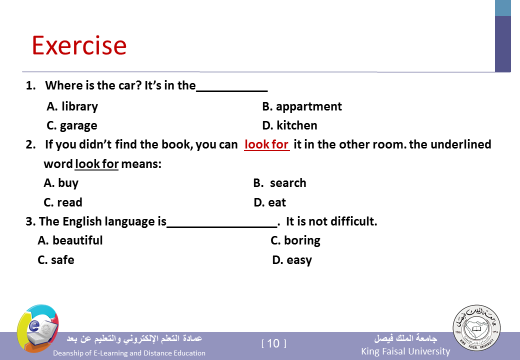 Exercise
1. Where is the car? It's in the___________
A. library B. appartment
C. garage D. kitchen
2. If you didn't find the book, you can look for it in the other room. the underlined
word look for means:
A. buy B. search
C. read D. eat
3. The English language is_________________. It is not difficult.
A. beautiful C. boring
C. safe D. easy
عمادة التعلم الإلكتروني والتعليم عن بعد
Deanship of E-Learning and Distance Education
[ 10 ]
جامعة الملك فيصل
King Faisal University